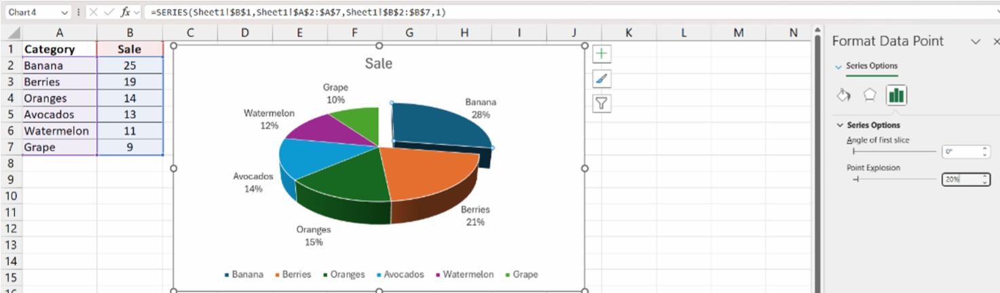 Chart 4 fx =SERIES(Sheet1!$B$1,Sheet1!$A$2:$A$7,Sheet1!$B$2:$B$7,1)
A B C D E F G H I J K L M N
1 Category Sale
2 Banana 25
3 Berries 19
4 Oranges 14
5 Avocados 13
6 Watermelon 11
7 Grape 9
8
9
10
11
12
13
14
15
16
Sale
Grape
10%
Banana
28%
Watermelon
12%
Avocados
14%
Berries
21%
Oranges
15%
Banana Berries Oranges Avocados Watermelon Grape
Format Data Point
Series Options
Series Options
Angle of first slice
0°
Point Explosion
20%